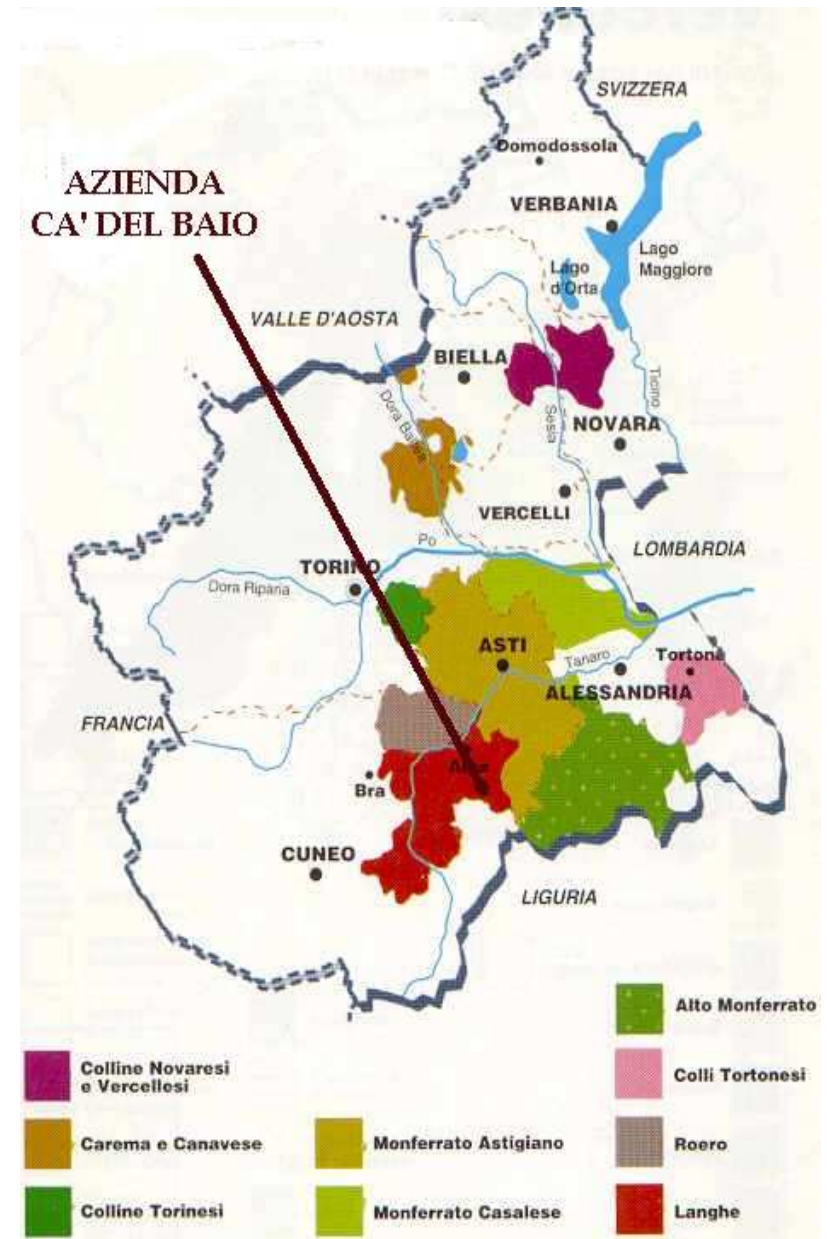 SVIZZERA
Domodossola
AZIENDA
CA' DEL BAIO
VERBANIA
Lago
Maggiore
Lago
d'Orta
VALLE D'AOSTA
BIELLA
Ticino
Dora Baltea
Sesia
NOVARA
VERCELLI
Po
LOMBARDIA
TORINO
Dora Riparia
ASTI
Tanaro
Tortona
ALESSANDRIA
FRANCIA
Alba
Bra
CUNEO
LIGURIA
Alto Monferrato
Colline Novaresi
e Vercellesi
Colli Tortonesi
Carema e Canavese
Monferrato Astigiano
Roero
Colline Torinesi
Monferrato Casalese
Langhe